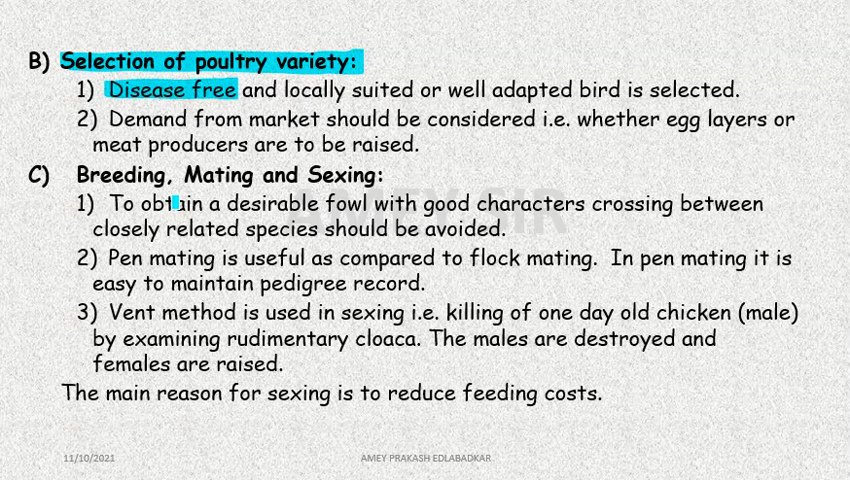 B) Selection of poultry variety:
1) Disease free and locally suited or well adapted bird is selected.
2) Demand from market should be considered i.e. whether egg layers or
meat producers are to be raised.
C) Breeding, Mating and Sexing:
1) To obtain a desirable fowl with good characters crossing between
closely related species should be avoided.
2) Pen mating is useful as compared to flock mating. In pen mating it is
easy to maintain pedigree record.
3) Vent method is used in sexing i.e. killing of one day old chicken (male)
by examining rudimentary cloaca. The males are destroyed and
females are raised.
The main reason for sexing is to reduce feeding costs.
AMEY SIR
11/10/2021 AMEY PRAKASH EDLABADKAR